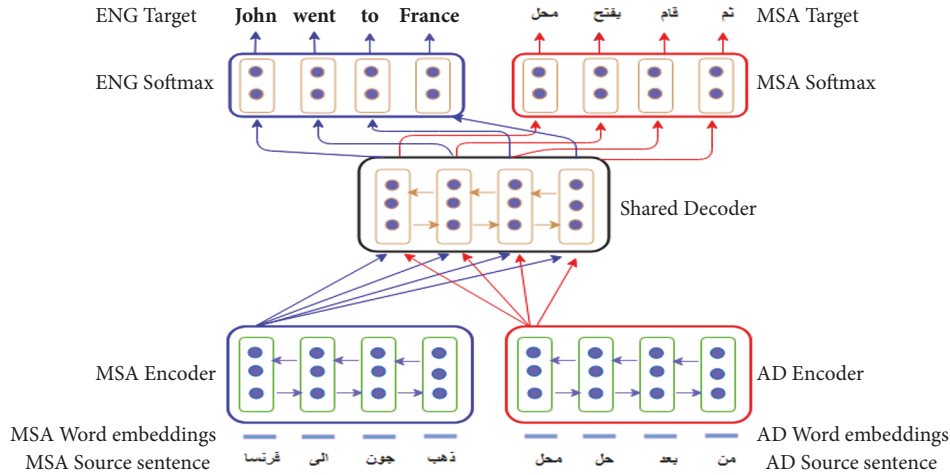 ENG Target John went to France
ثم قام بفتح محل MSA Target
ENG Softmax
MSA Softmax
Shared Decoder
MSA Encoder
AD Encoder
MSA Word embeddings
AD Word embeddings
MSA Source sentence ذهب جون الى فرنسا
من بعد حل محل AD Source sentence